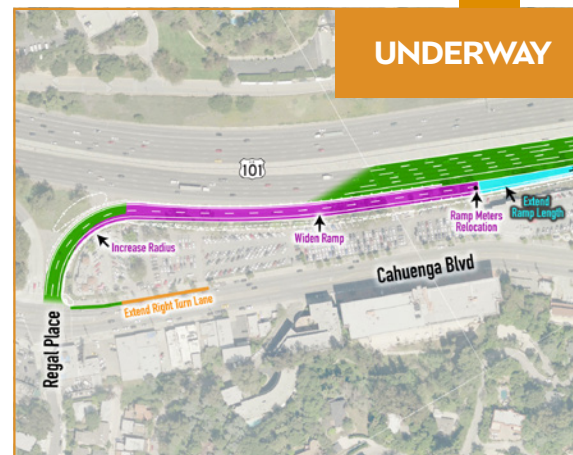 UNDERWAY
101
Increase Radius
Widen Ramp
Ramp Meters
Relocation
Extend
Ramp Length
Cahuenga Blvd
Extend Right Turn Lane
Regal Place